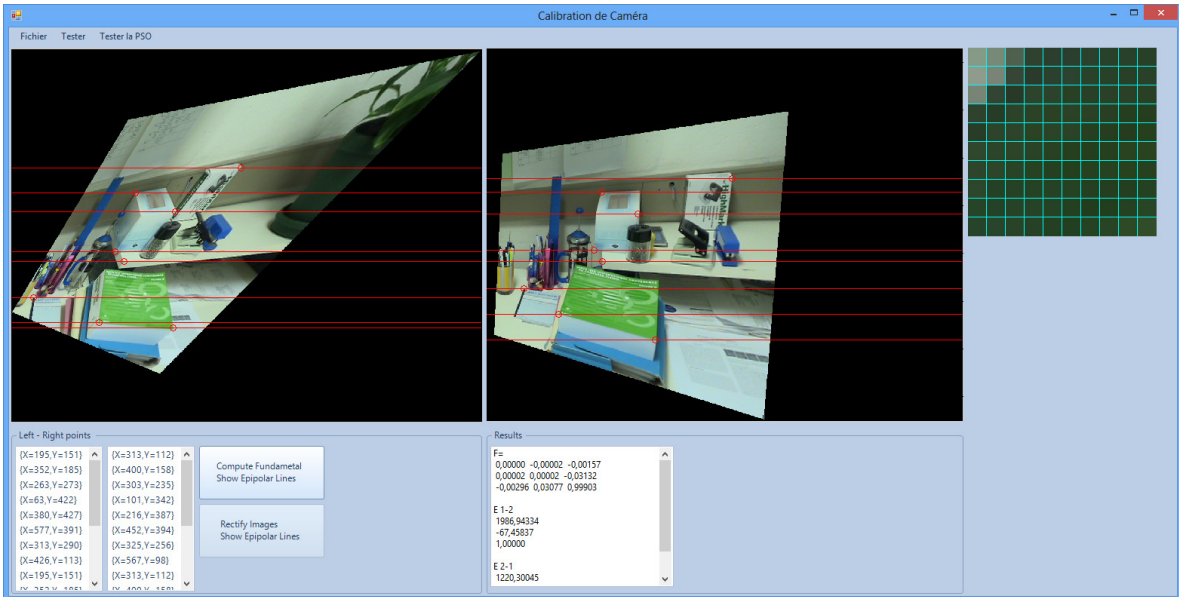 Calibration de Caméra
Fichier Tester Tester la PSO
Left - Right points
{X=195,Y=151}
{X=352,Y=185}
{X=263,Y=273}
{X=63,Y=422}
{X=380,Y=427}
{X=577,Y=391}
{X=313,Y=290}
{X=426,Y=113}
{X=195,Y=151}
{X=352,Y=185}
{X=313,Y=112}
{X=400,Y=158}
{X=303,Y=235}
{X=101,Y=342}
{X=216,Y=387}
{X=452,Y=394}
{X=325,Y=256}
{X=567,Y=98}
{X=313,Y=112}
{X=400,Y=158}
Compute Fundametal
Show Epipolar Lines
Rectify Images
Show Epipolar Lines
Results
F=
0,00000 -0,00002 -0,00157
0,00002 0,00002 -0,03132
-0,00296 0,03077 0,99903
E 1-2
1986,94334
-67,45837
1,00000
E 2-1
1220,30045